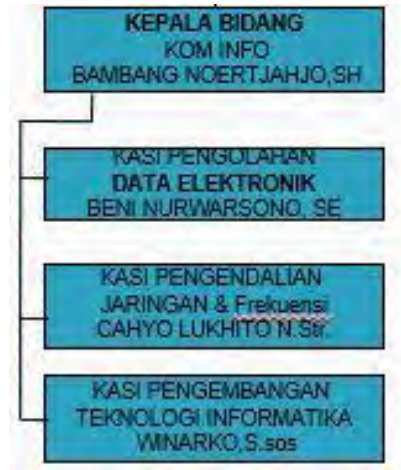 KEPALA BIDANG
KOM INFO
BAMBANG NOERTJAHJO,SH
KASI PENGOLAHAN
DATA ELEKTRONIK
BENI NURWARSONO, SE
KASI PENGENDALIAN
JARINGAN & Frekuensi
CAHYO LUKHITO N.Str.
KASI PENGEMBANGAN
TEKNOLOGI INFORMATIKA
WINARKO,S.sos